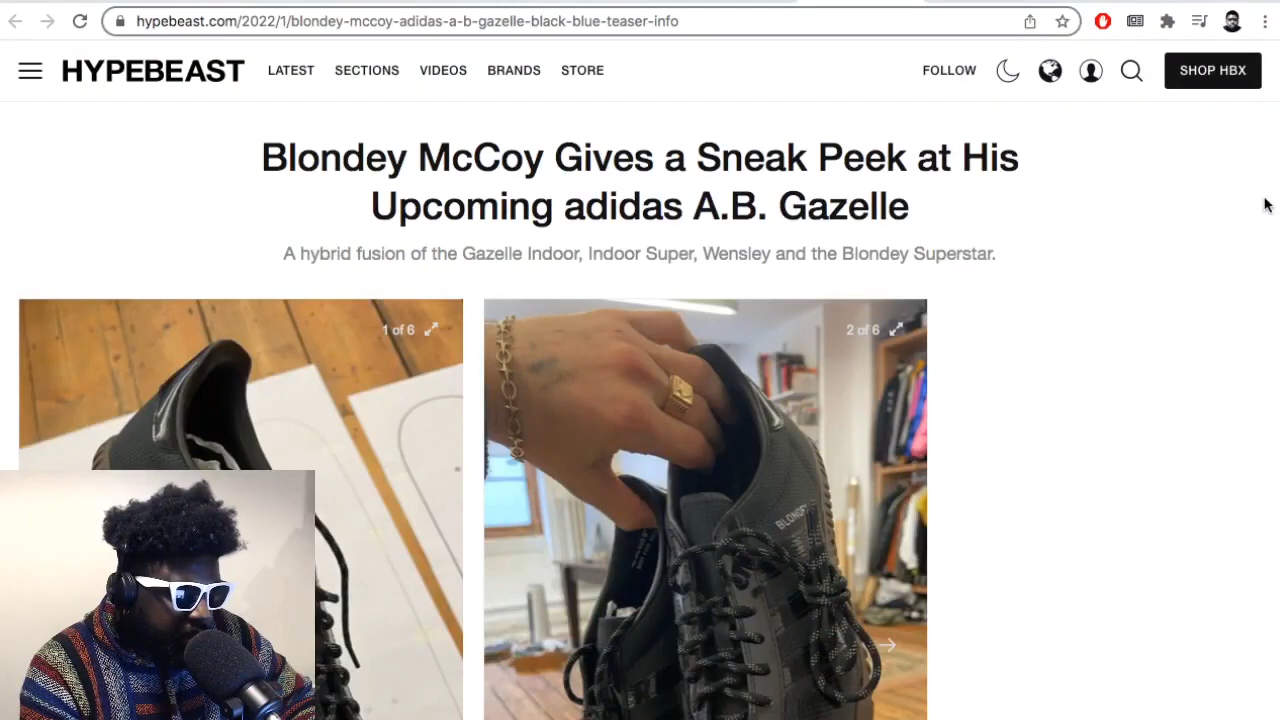 hypebeast.com/2022/1/blondey-mccoy-adidas-a-b-gazelle-black-blue-teaser-info
HYPEBEAST LATEST SECTIONS VIDEOS BRANDS STORE FOLLOW SHOP HBX
Blondey McCoy Gives a Sneak Peek at His
Upcoming adidas A.B. Gazelle
A hybrid fusion of the Gazelle Indoor, Indoor Super, Wensley and the Blondey Superstar.
1 of 6
2 of 6
BLONDEY